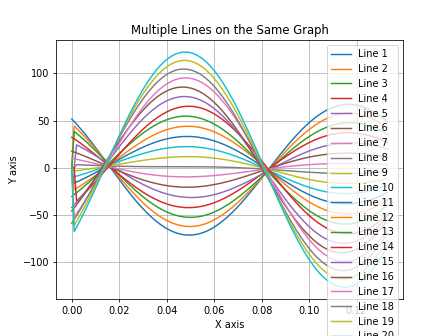 Multiple Lines on the Same Graph
Line 1
Line 2
Line 3
Line 4
Line 5
Line 6
Line 7
Line 8
Line 9
Line 10
Line 11
Line 12
Line 13
Line 14
Line 15
Line 16
Line 17
Line 18
Line 19
Line 20
Y axis
100
50
0
−50
−100
0.00
0.02
0.04
0.06
0.08
0.10
X axis